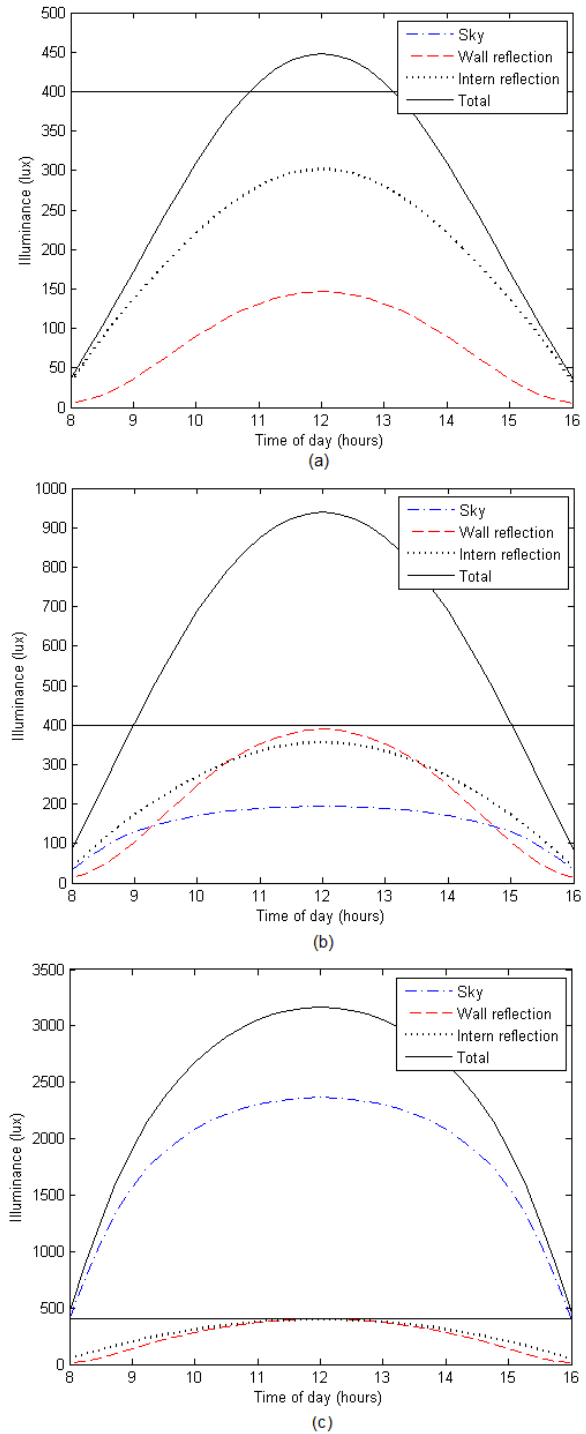 500
450
400
350
300
250
200
150
100
50
0
Illuminance (lux)
Sky
Wall reflection
Intern reflection
Total
8 9 10 11 12 13 14 15 16
Time of day (hours)
(a)
1000
900
800
700
600
500
400
300
200
100
0
Illuminance (lux)
Sky
Wall reflection
Intern reflection
Total
8 9 10 11 12 13 14 15 16
Time of day (hours)
(b)
3500
3000
2500
2000
1500
1000
500
0
Illuminance (lux)
Sky
Wall reflection
Intern reflection
Total
8 9 10 11 12 13 14 15 16
Time of day (hours)
(c)